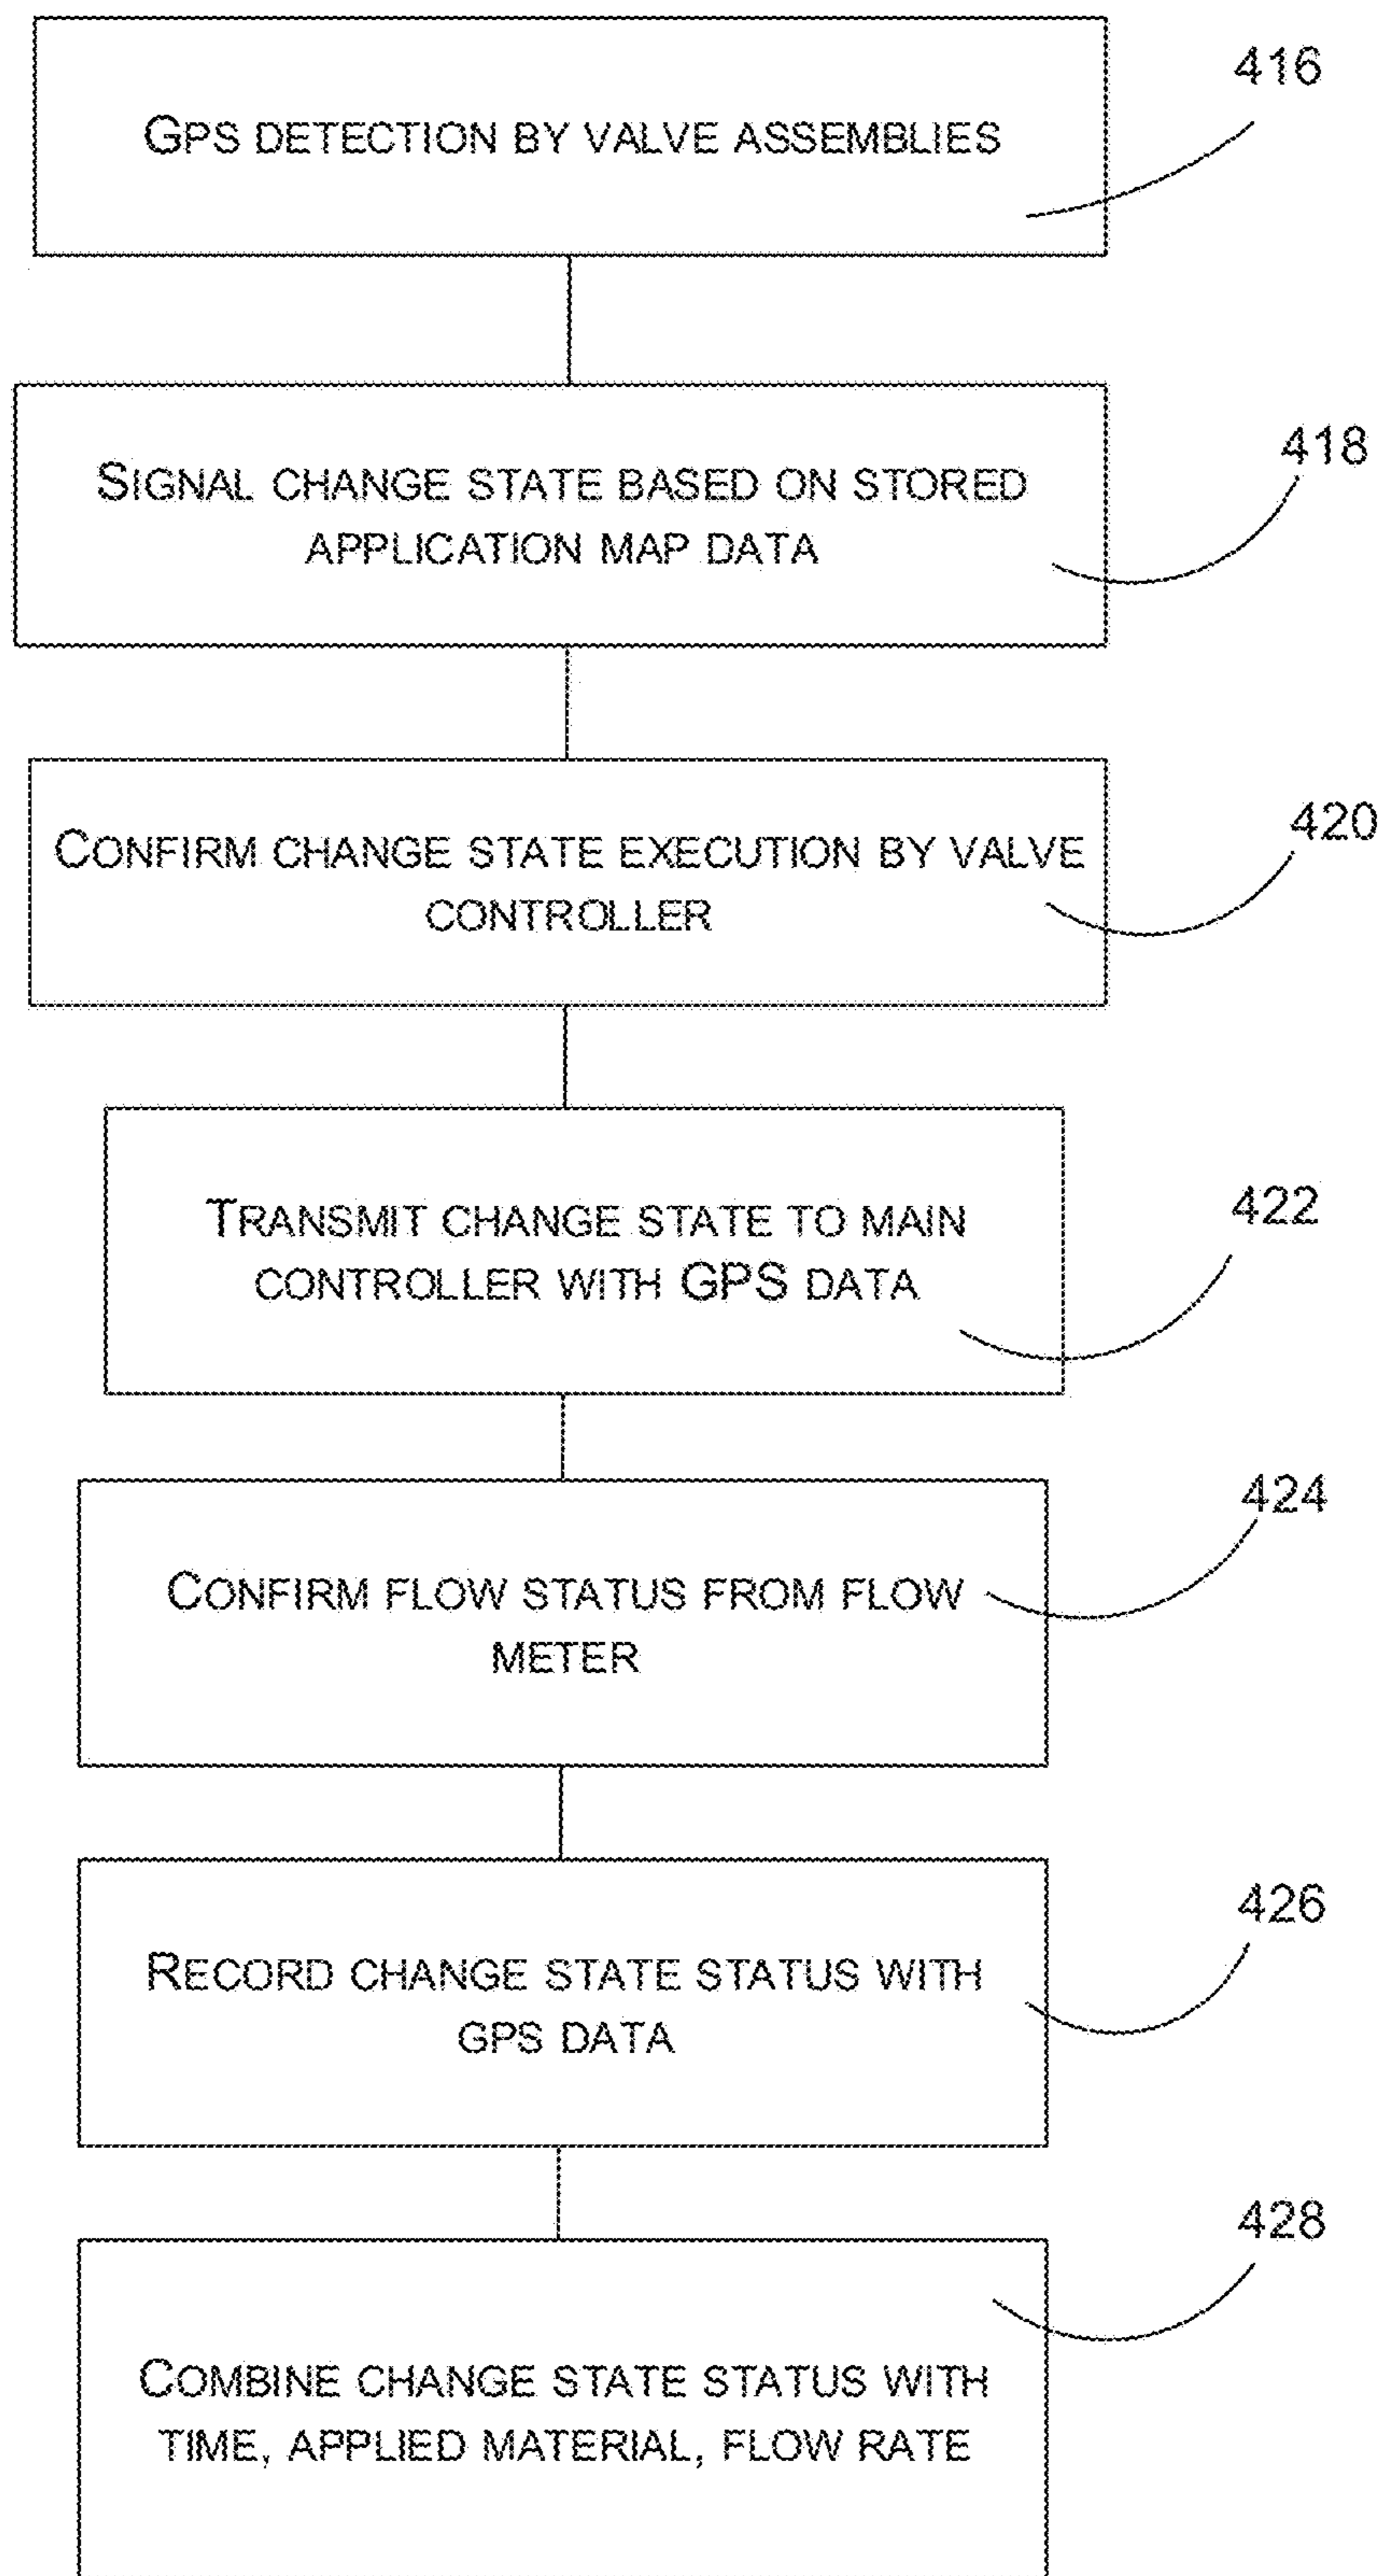 GPS DETECTION BY VALVE ASSEMBLIES
416
SIGNAL CHANGE STATE BASED ON STORED
APPLICATION MAP DATA
418
CONFIRM CHANGE STATE EXECUTION BY VALVE
CONTROLLER
420
TRANSMIT CHANGE STATE TO MAIN
CONTROLLER WITH GPS DATA
422
CONFIRM FLOW STATUS FROM FLOW
METER
424
RECORD CHANGE STATE STATUS WITH
GPS DATA
426
COMBINE CHANGE STATE STATUS WITH
TIME, APPLIED MATERIAL, FLOW RATE
428